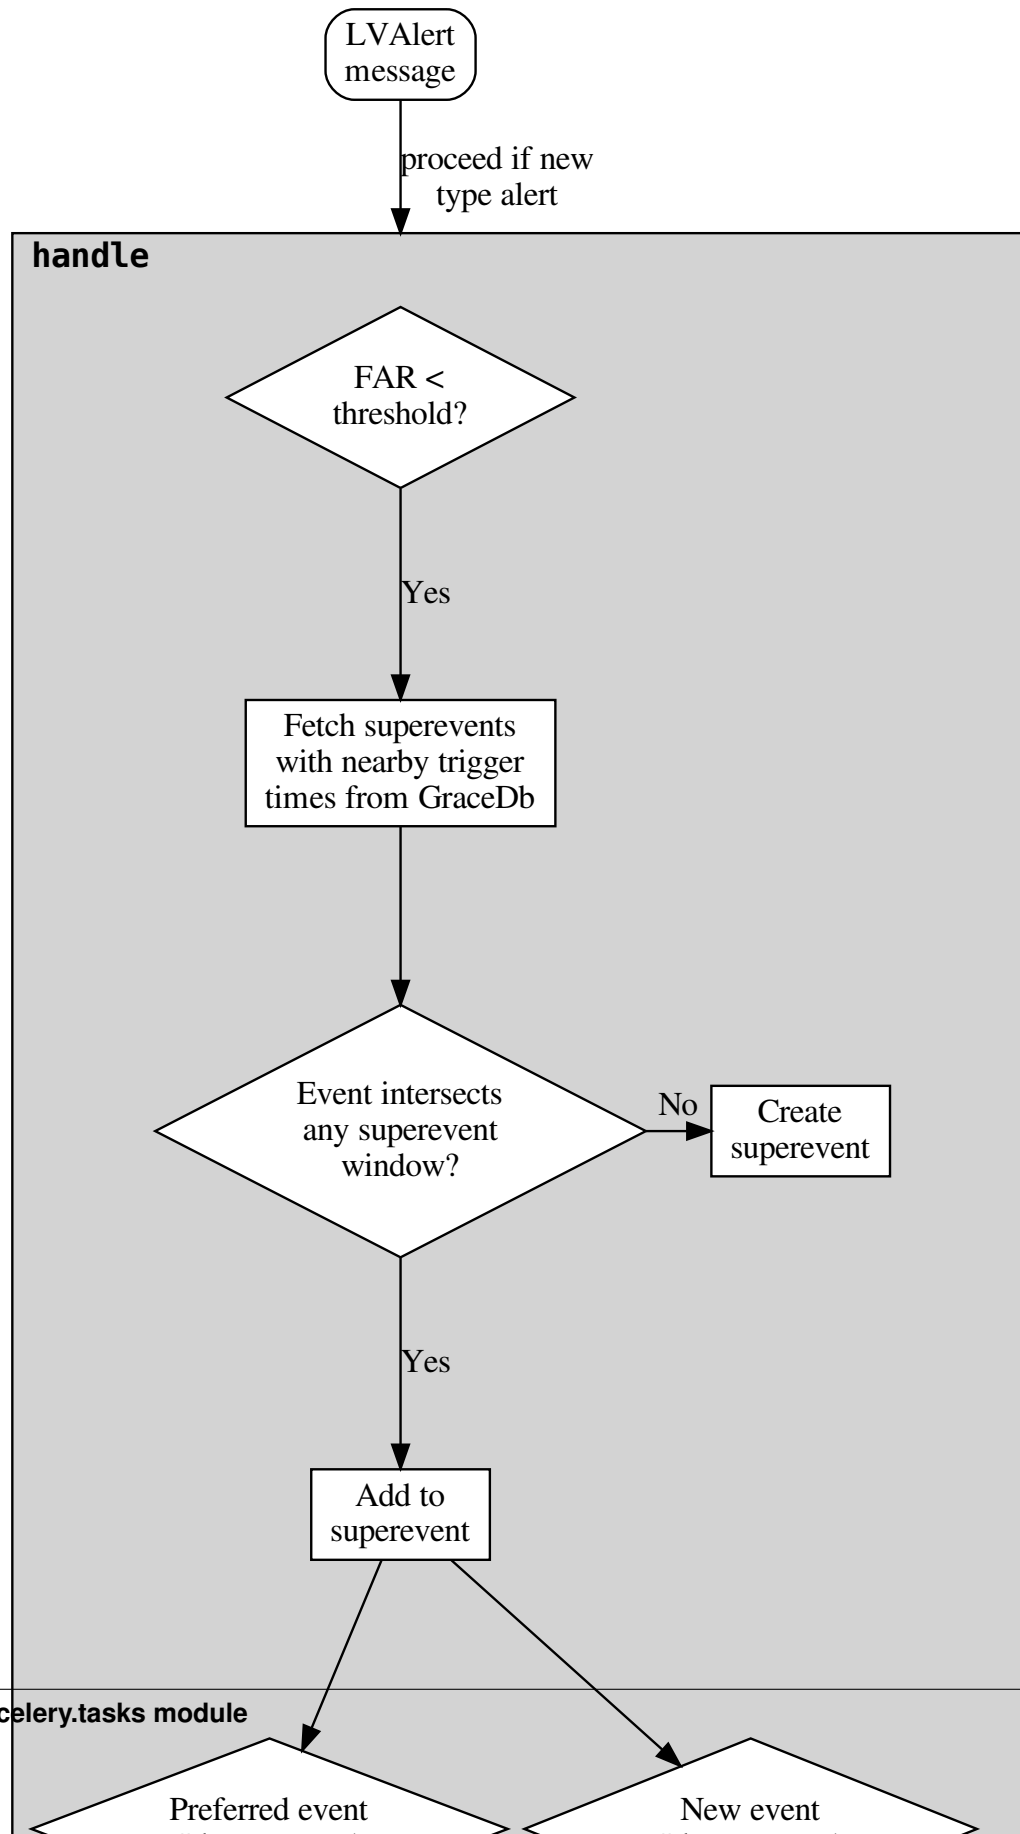 LVAlert
message
proceed if new
type alert
handle
FAR <
threshold?
Yes
Fetch superevents
with nearby trigger
times from GraceDb
Event intersects
any superevent
window?
No
Create
superevent
Yes
Add to
superevent
celery.tasks module
Preferred event
New event